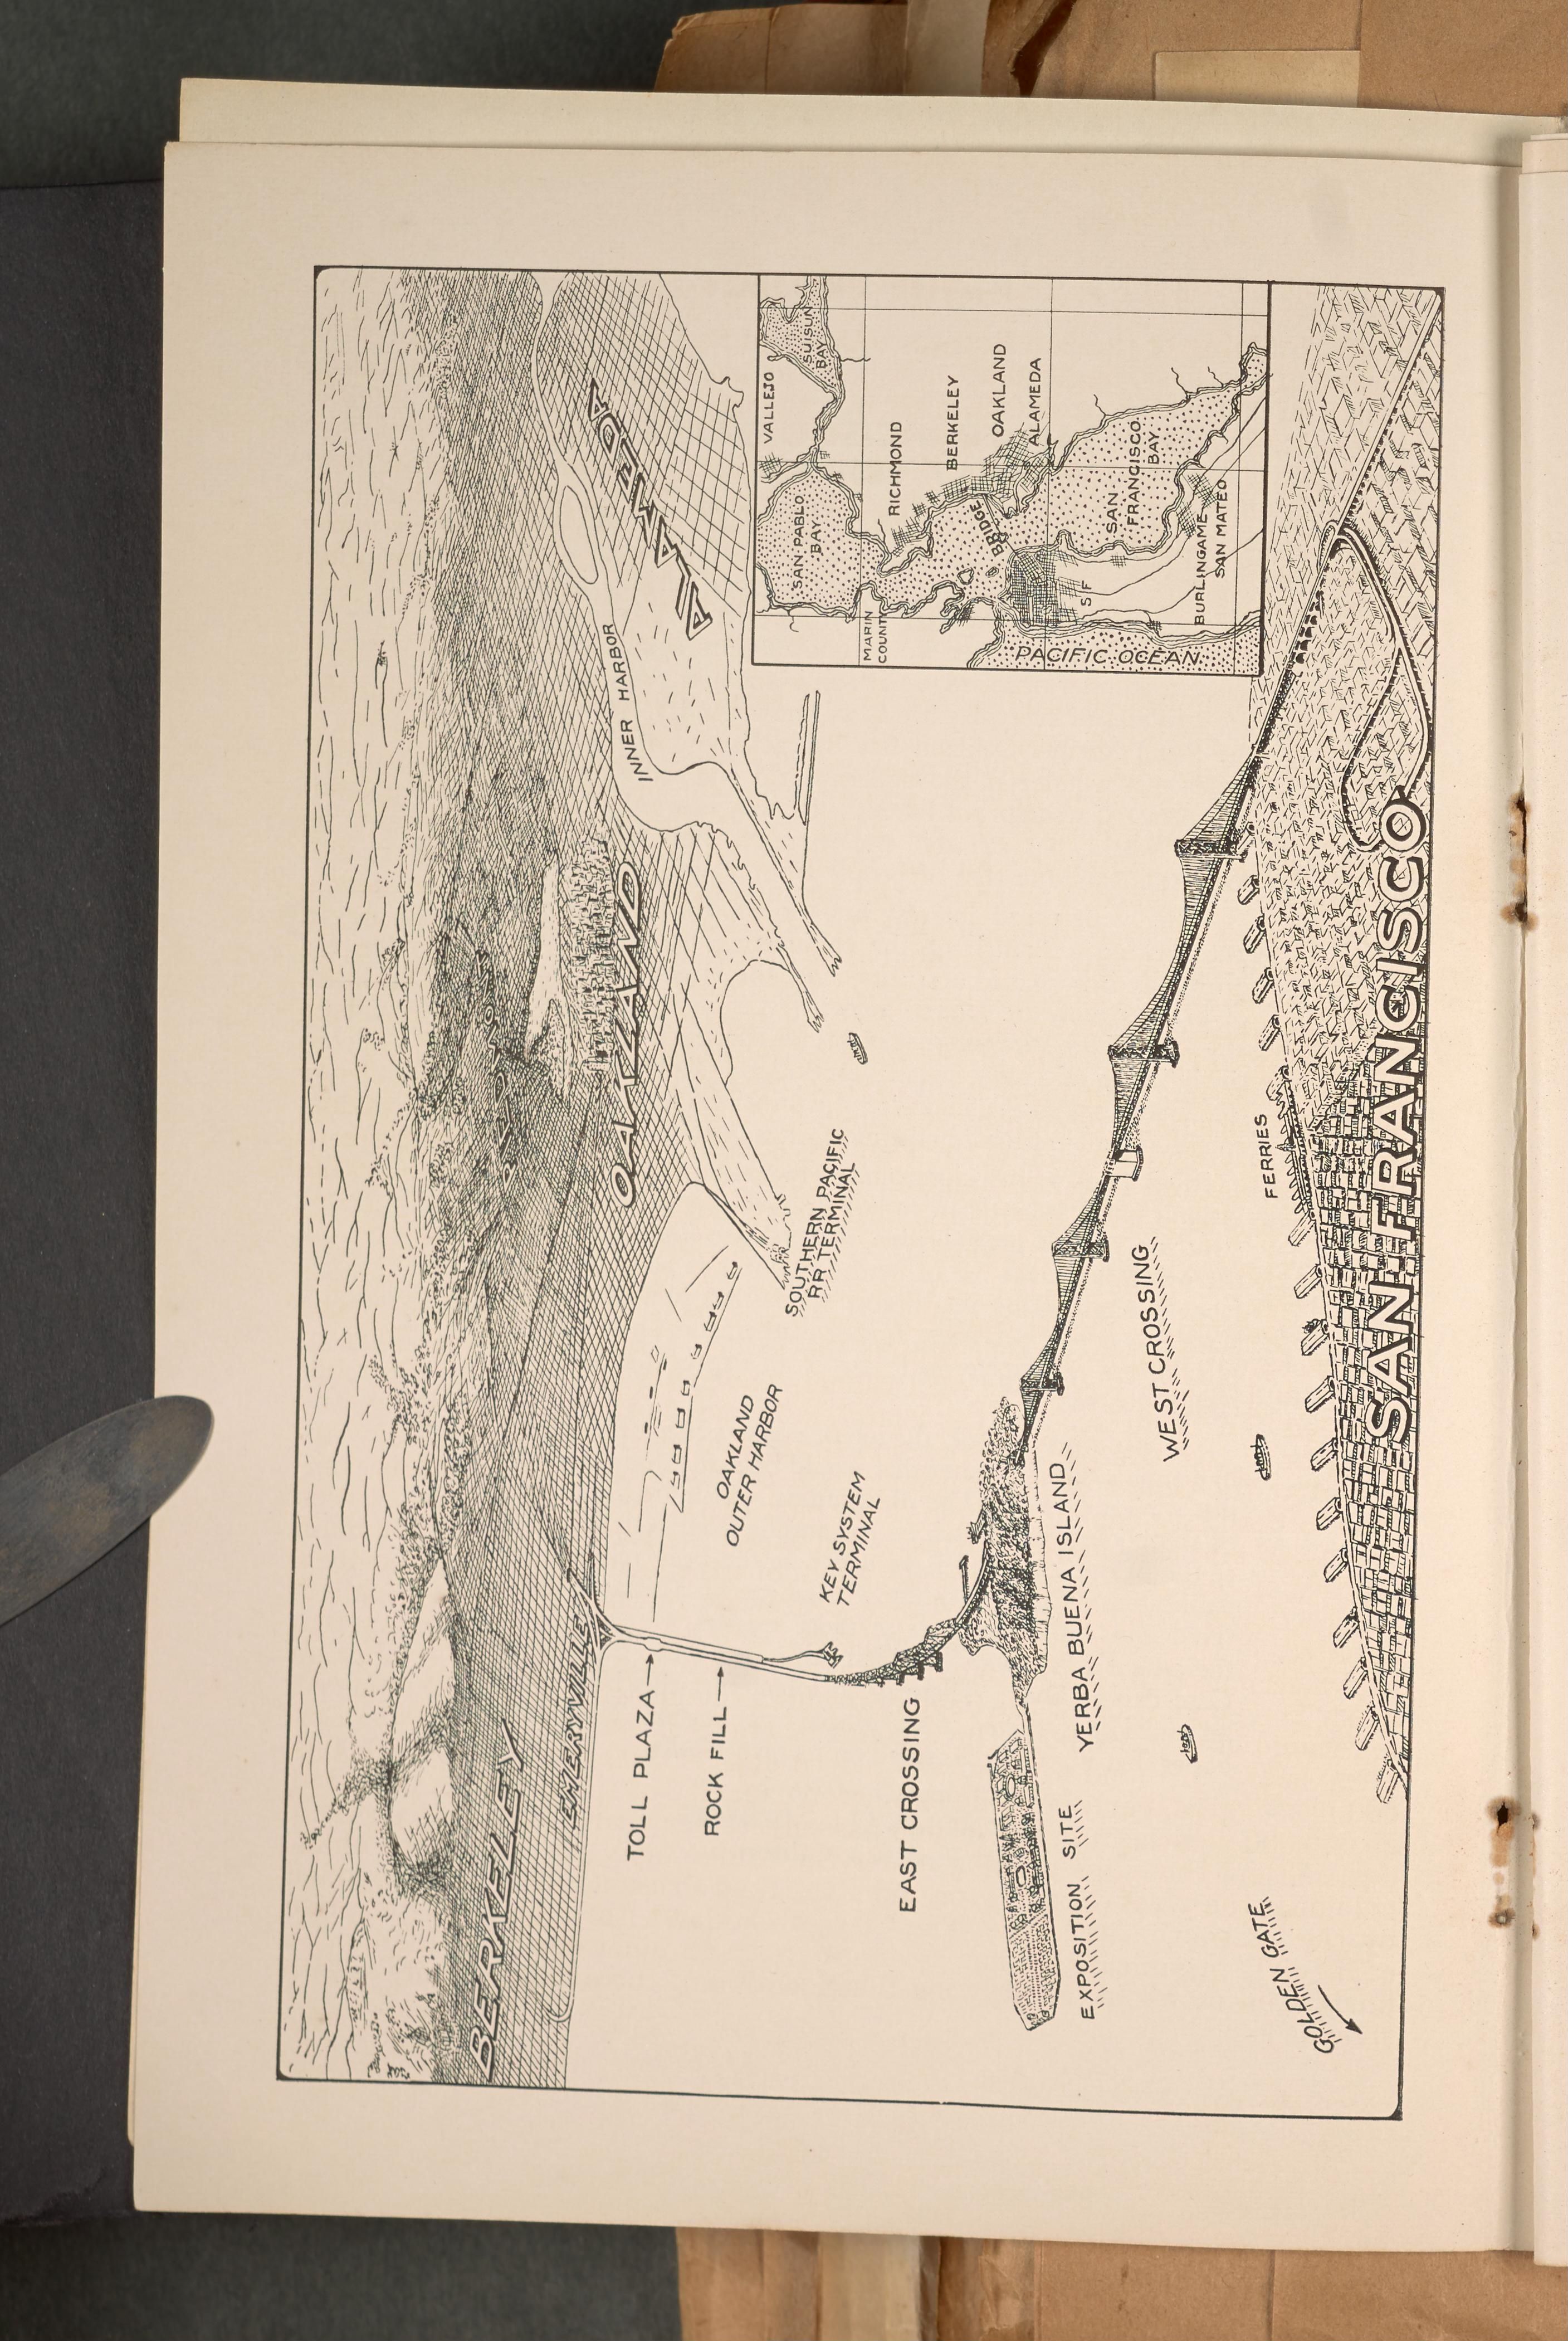 BERKELEY
EMERYVILLE
OAKLAND
ALAMEDA
INNER HARBOR
TOLL PLAZA
ROCK FILL
OAKLAND
OUTER HARBOR
SOUTHERN PACIFIC
RR TERMINAL
KEY SYSTEM
TERMINAL
EAST CROSSING
YERBA BUENA ISLAND
EXPOSITION SITE
WEST CROSSING
FERRIES
GOLDEN GATE
SAN FRANCISCO
VALLEJO
SUISUN
BAY
SAN PABLO
BAY
MARIN
COUNTY
RICHMOND
BERKELEY
OAKLAND
ALAMEDA
BRIDGE
SAN
FRANCISCO
BAY
S F
BURLINGAME
SAN MATEO
PACIFIC OCEAN